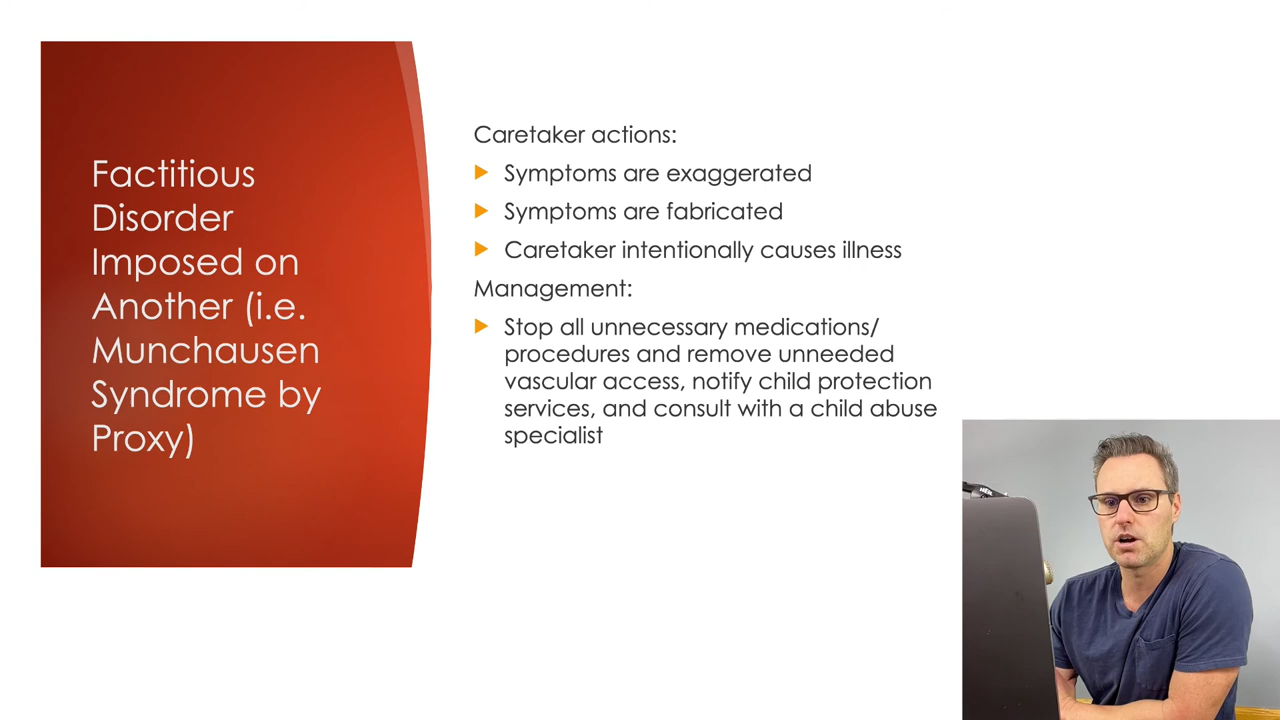 Factitious
Disorder
Imposed on
Another (i.e.
Munchausen
Syndrome by
Proxy)
Caretaker actions:
Symptoms are exaggerated
Symptoms are fabricated
Caretaker intentionally causes illness
Management:
Stop all unnecessary medications/
procedures and remove unneeded
vascular access, notify child protection
services, and consult with a child abuse
specialist